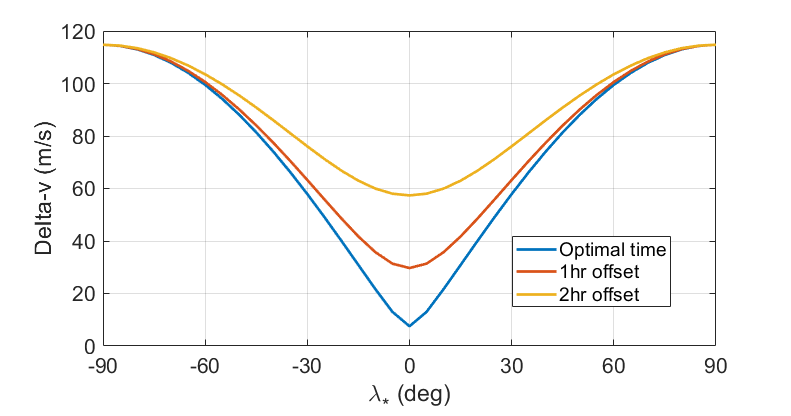 120
100
80
60
40
20
0
Delta-v (m/s)
Optimal time
1hr offset
2hr offset
-90 -60 -30 0 30 60 90
λ⋆ (deg)